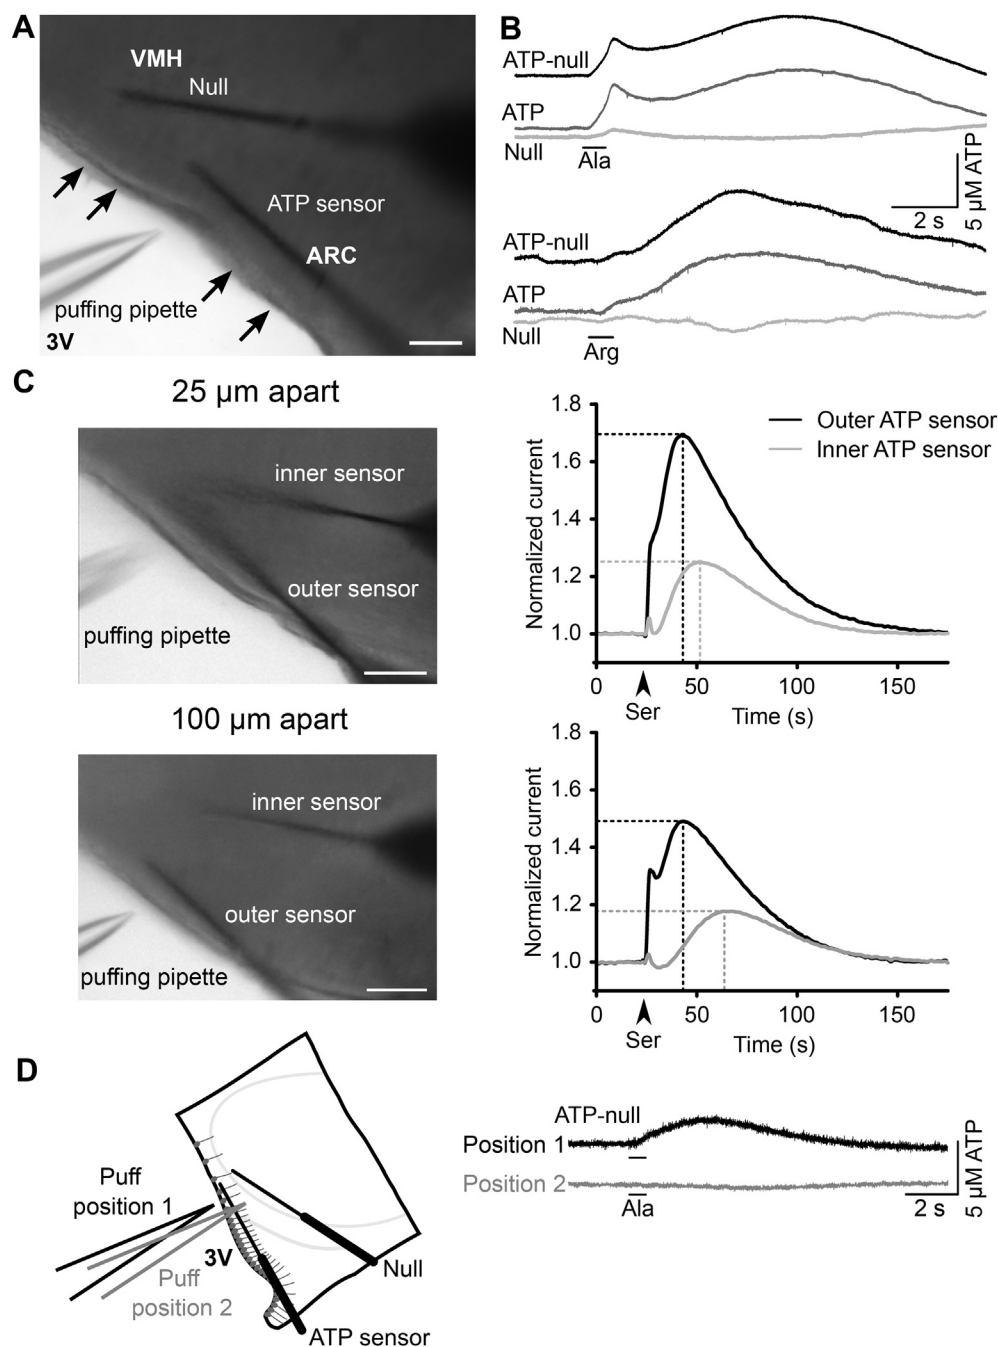 A
VMH
Null
ATP sensor
ARC
puffing pipette
3V
B
ATP-null
ATP
Null
Ala
5 µM ATP
2 s
ATP-null
ATP
Null
Arg
C
25 µm apart
inner sensor
outer sensor
puffing pipette
1.8
1.6
1.4
1.2
1.0
Normalized current
Outer ATP sensor
Inner ATP sensor
0
50
100
150
Ser
Time (s)
100 µm apart
inner sensor
outer sensor
puffing pipette
1.8
1.6
1.4
1.2
1.0
Normalized current
0
50
100
150
Ser
Time (s)
D
Puff
position 1
3V
Puff
position 2
Null
ATP sensor
ATP-null
Position 1
Position 2
Ala
2 s
5 µM ATP